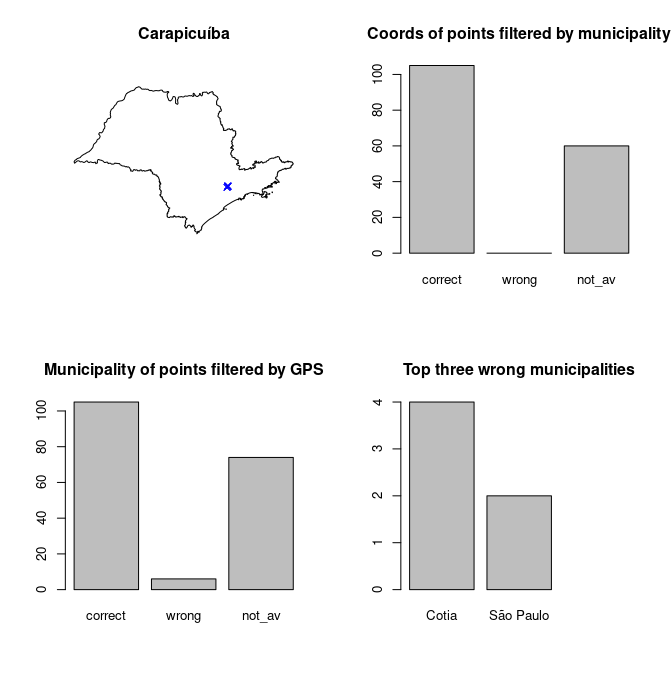 Carapicuíba
Coords of points filtered by municipality
100
80
60
40
20
0
correct wrong not_av
Municipality of points filtered by GPS
100
80
60
40
20
0
correct wrong not_av
Top three wrong municipalities
4
3
2
1
0
Cotia São Paulo